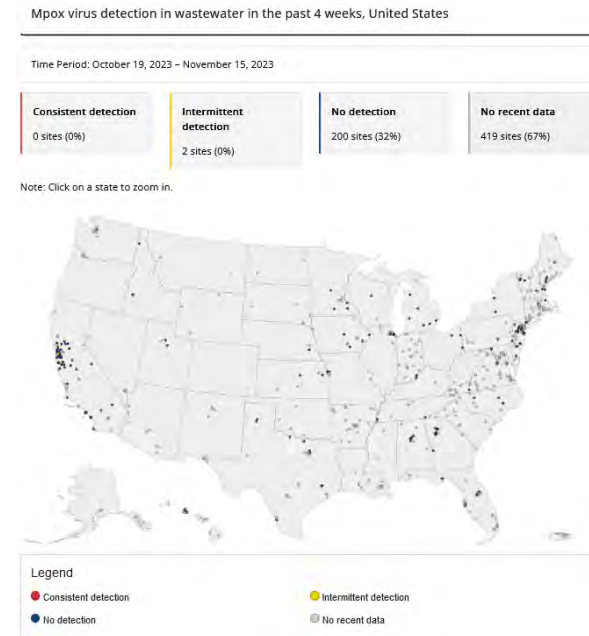 Mpox virus detection in wastewater in the past 4 weeks, United States
Time Period: October 19, 2023 – November 15, 2023
Consistent detection
0 sites (0%)
Intermittent
detection
2 sites (0%)
No detection
200 sites (32%)
No recent data
419 sites (67%)
Note: Click on a state to zoom in.
Legend
Consistent detection
Intermittent detection
No detection
No recent data